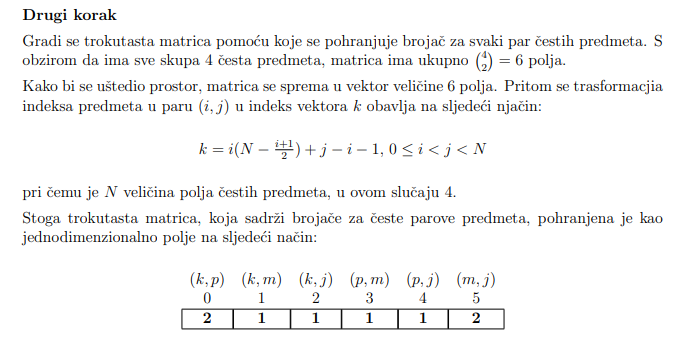 Drugi korak
Gradi se trokutasta matrica pomoću koje se pohranjuje brojač za svaki par čestih predmeta. S
obzirom da ima sve skupa 4 česta predmeta, matrica ima ukupno $\binom{4}{2} = 6$ polja.
Kako bi se uštedio prostor, matrica se sprema u vektor veličine 6 polja. Pritom se trasformacjia
indeksa predmeta u paru $(i, j)$ u indeks vektora $k$ obavlja na sljedeći njačin:
$k = i(N - \frac{i+1}{2}) + j - i - 1, 0 \leq i < j < N$
pri čemu je $N$ veličina polja čestih predmeta, u ovom slučaju 4.
Stoga trokutasta matrica, koja sadrži brojače za česte parove predmeta, pohranjena je kao
jednodimenzionalno polje na sljedeći način:
(k, p) (k, m) (k, j) (p, m) (p, j) (m, j)
0 1 2 3 4 5
2 1 1 1 1 2